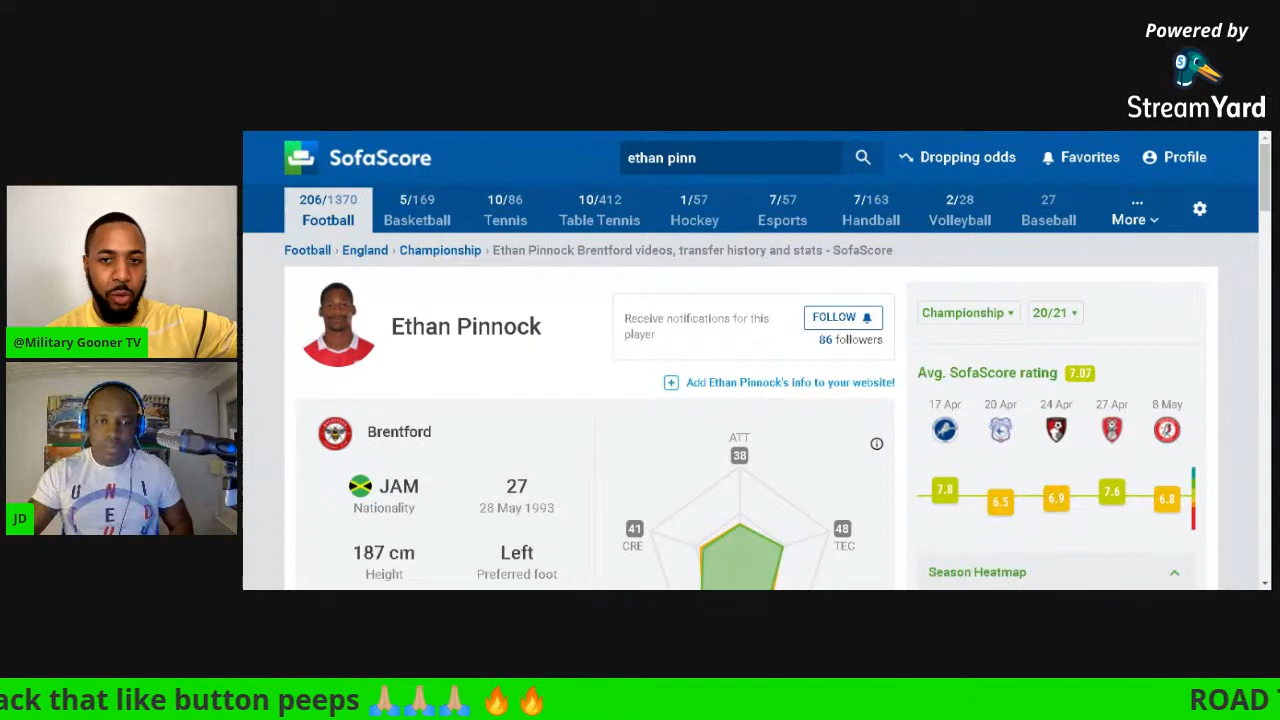 Powered by
StreamYard
SofaScore
ethan pinn
Dropping odds
Favorites
Profile
206/1370
Football
5/169
Basketball
10/86
Tennis
10/412
Table Tennis
1/57
Hockey
7/57
Esports
7/163
Handball
2/28
Volleyball
27
Baseball
...
More
Football › England › Championship › Ethan Pinnock Brentford videos, transfer history and stats - SofaScore
Ethan Pinnock
Receive notifications for this
player
FOLLOW
86 followers
Add Ethan Pinnock's info to your website!
Brentford
JAM
Nationality
27
28 May 1993
187 cm
Height
Left
Preferred foot
ATT
38
41
CRE
48
TEC
Championship
20/21
Avg. SofaScore rating 7.07
17 Apr 20 Apr 24 Apr 27 Apr 8 May
7.8 6.5 6.9 7.6 6.8
Season Heatmap
@Military Gooner TV
UNI
D
N
E
U
JD
ack that like button peeps 🙏🏼🙏🏼🙏🏼 🔥🔥
ROAD